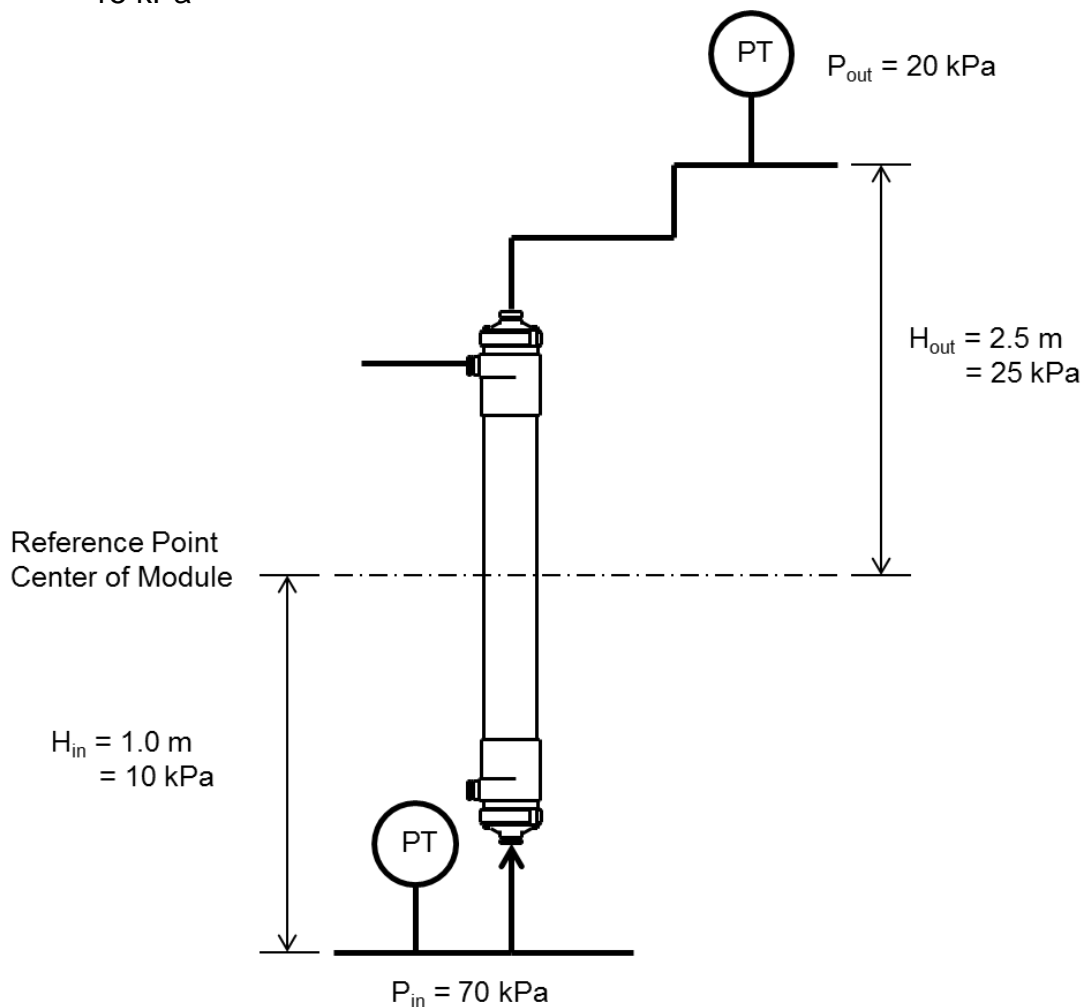 PT
P_out = 20 kPa
H_out = 2.5 m
= 25 kPa
Reference Point
Center of Module
H_in = 1.0 m
= 10 kPa
PT
P_in = 70 kPa